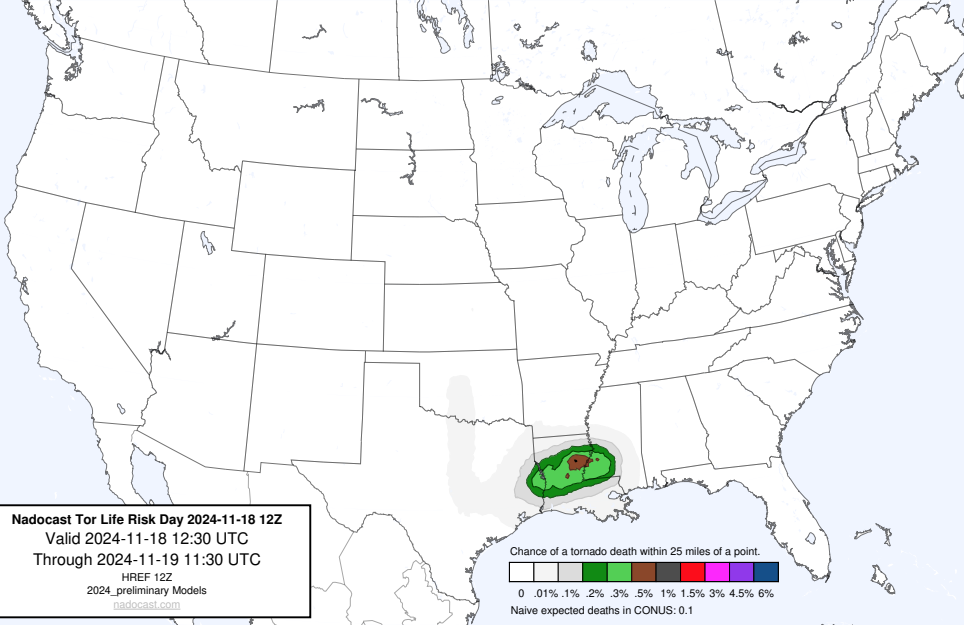 Nadocast Tor Life Risk Day 2024-11-18 12Z
Valid 2024-11-18 12:30 UTC
Through 2024-11-19 11:30 UTC
HREF 12Z
2024_preliminary Models
nadocast.com
Chance of a tornado death within 25 miles of a point.
0 .01% .1% .2% .3% .5% 1% 1.5% 3% 4.5% 6%
Naive expected deaths in CONUS: 0.1